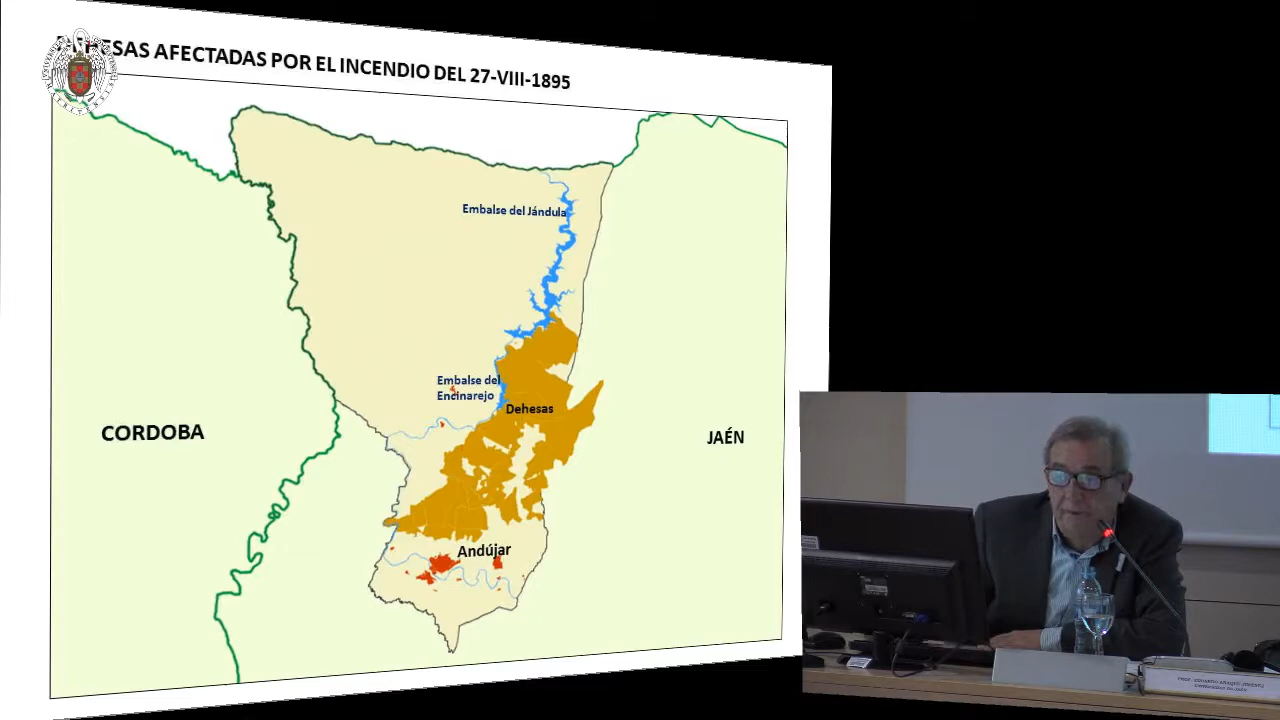 SAS AFECTADAS POR EL INCENDIO DEL 27-VIII-1895
Embalse del Jándula
Embalse del
Encinarejo
Dehesas
CORDOBA
JAÉN
Andújar